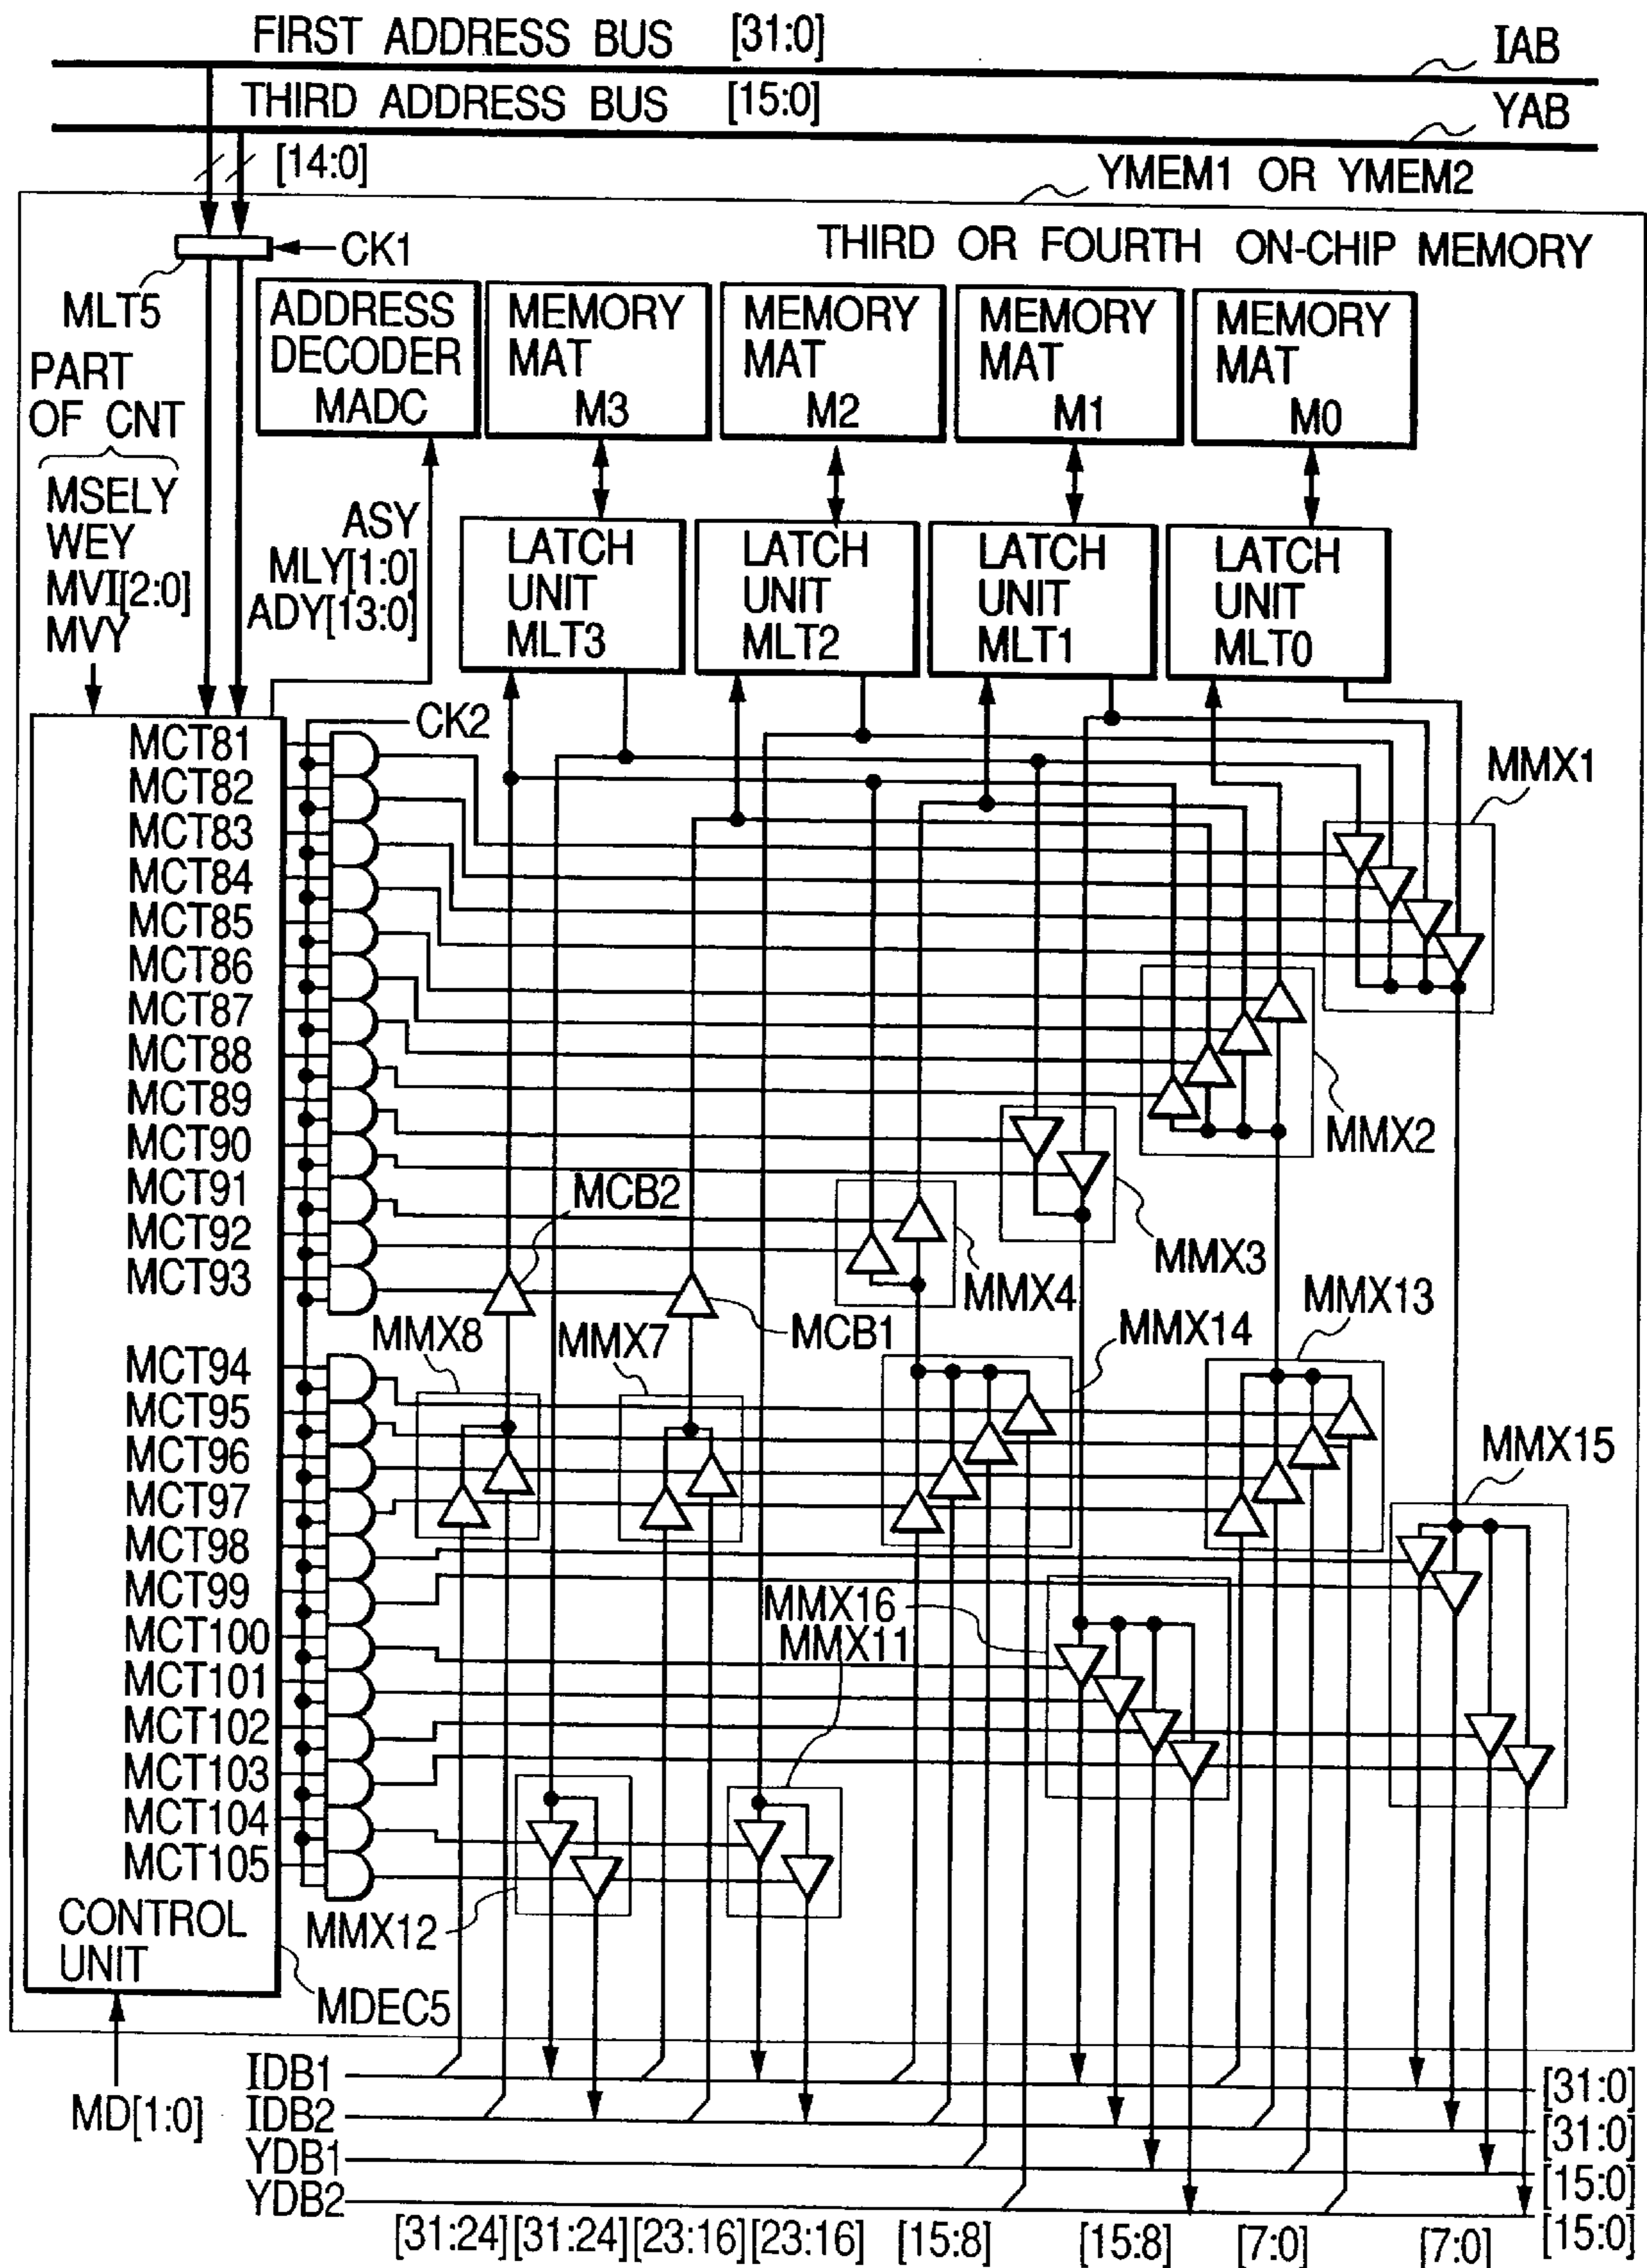 FIRST ADDRESS BUS [31:0]
IAB
THIRD ADDRESS BUS [15:0]
YAB
[14:0]
YMEM1 OR YMEM2
CK1
THIRD OR FOURTH ON-CHIP MEMORY
MLT5
ADDRESS DECODER MADC
MEMORY MAT M3
MEMORY MAT M2
MEMORY MAT M1
MEMORY MAT M0
PART OF CNT
MSELY
WEY
MVI[2:0]
MVY
ASY
MLY[1:0]
ADY[13:0]
LATCH UNIT MLT3
LATCH UNIT MLT2
LATCH UNIT MLT1
LATCH UNIT MLT0
CK2
MCT81
MCT82
MCT83
MCT84
MCT85
MCT86
MCT87
MCT88
MCT89
MCT90
MCT91
MCT92
MCT93
MCT94
MCT95
MCT96
MCT97
MCT98
MCT99
MCT100
MCT101
MCT102
MCT103
MCT104
MCT105
CONTROL UNIT
MMX1
MMX2
MCB2
MMX3
MMX4
MMX13
MMX8
MMX7
MCB1
MMX14
MMX15
MMX16
MMX11
MMX12
MDEC5
MD[1:0]
IDB1
[31:0]
IDB2
[31:0]
YDB1
[15:0]
YDB2
[15:0]
[31:24] [31:24] [23:16] [23:16] [15:8] [15:8] [7:0] [7:0]